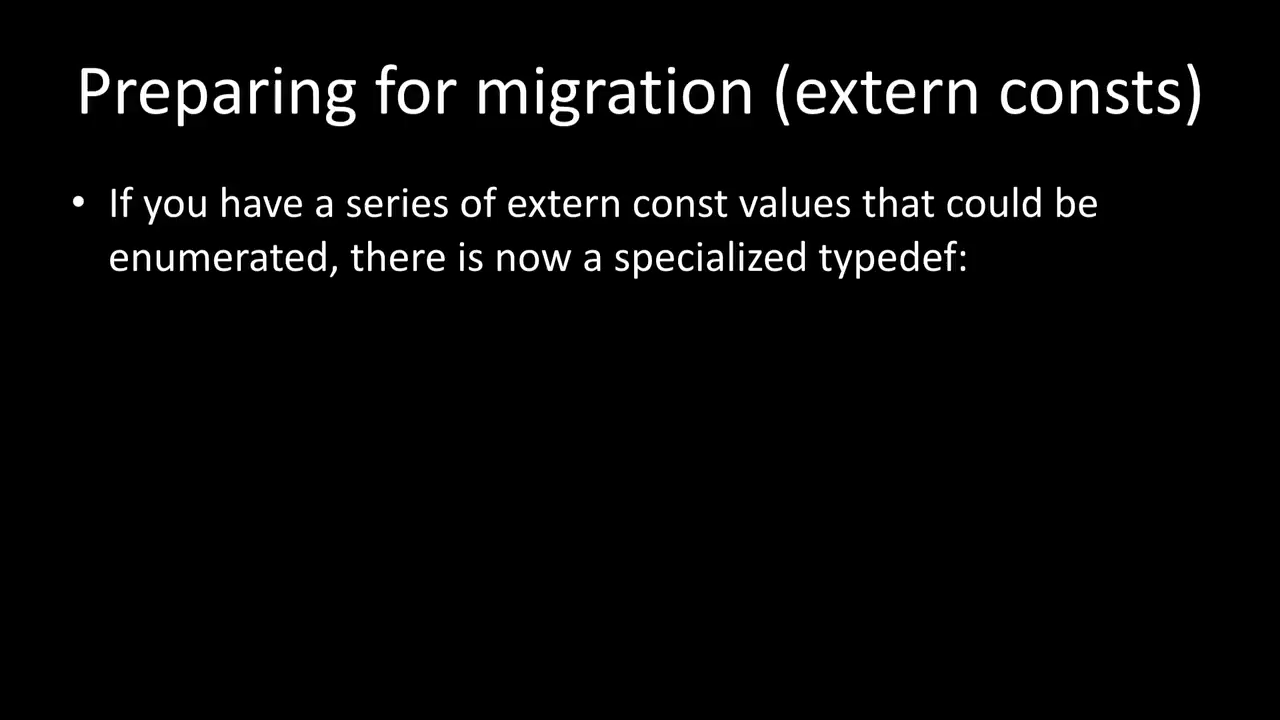 Preparing for migration (extern consts)
• If you have a series of extern const values that could be
enumerated, there is now a specialized typedef: